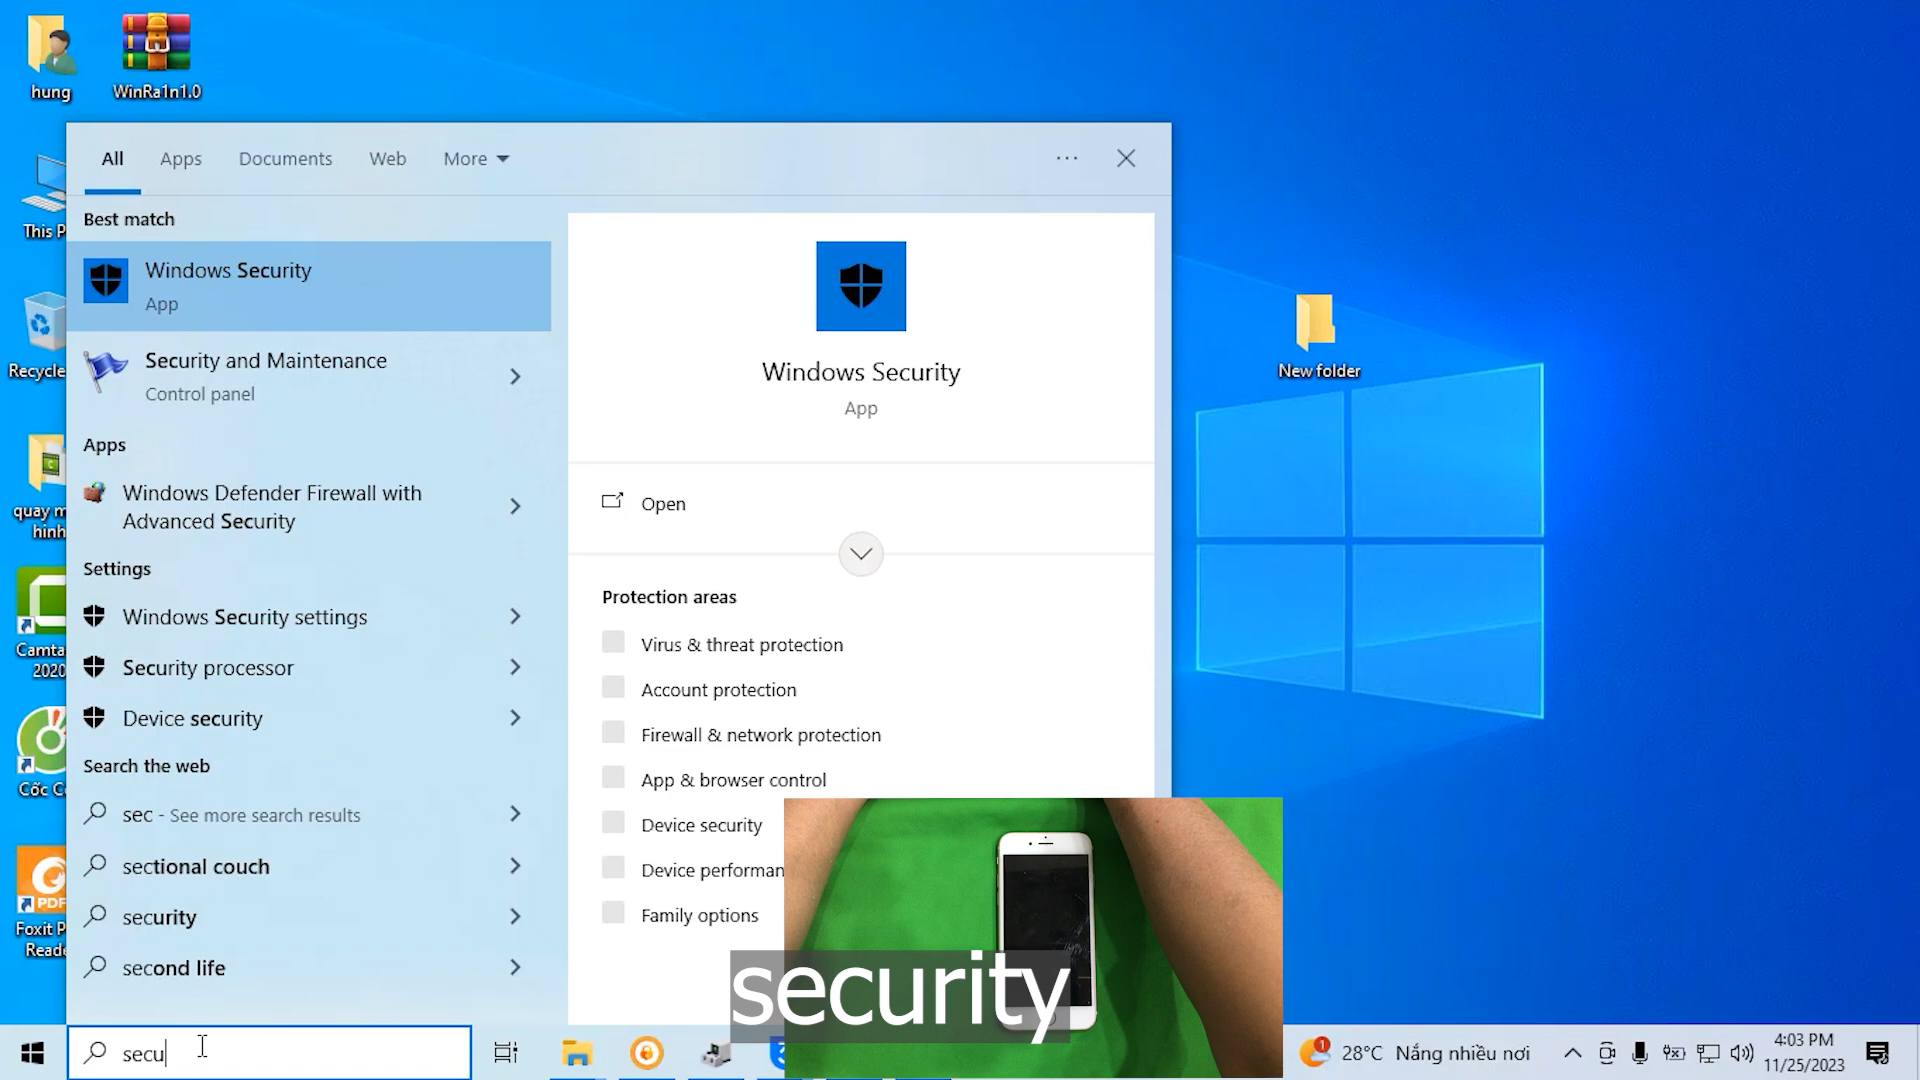 hung
WinRa1n1.0
All
Apps
Documents
Web
More
Best match
Windows Security
App
Security and Maintenance
Control panel
Apps
Windows Defender Firewall with
Advanced Security
Settings
Windows Security settings
Security processor
Device security
Search the web
sec - See more search results
sectional couch
security
second life
Windows Security
App
Open
Protection areas
Virus & threat protection
Account protection
Firewall & network protection
App & browser control
Device security
Device performan
Family options
This P
Recycle
quay m
hinh
Camta
2020
Cốc C
PDF
Foxit P
Reade
New folder
security
secu
1
28°C Nắng nhiều nơi
4:03 PM
11/25/2023